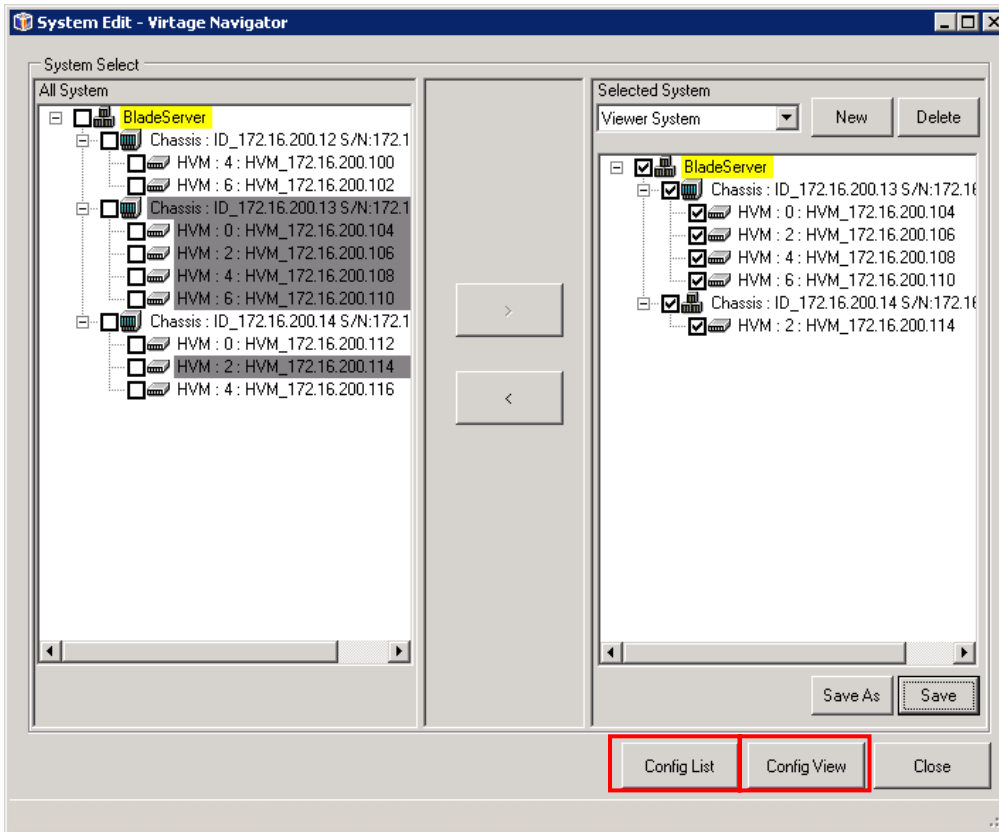 System Edit - Virtage Navigator
System Select
All System
BladeServer
Chassis : ID_172.16.200.12 S/N:172.1
HVM : 4 : HVM_172.16.200.100
HVM : 6 : HVM_172.16.200.102
Chassis : ID_172.16.200.13 S/N:172.1
HVM : 0 : HVM_172.16.200.104
HVM : 2 : HVM_172.16.200.106
HVM : 4 : HVM_172.16.200.108
HVM : 6 : HVM_172.16.200.110
Chassis : ID_172.16.200.14 S/N:172.1
HVM : 0 : HVM_172.16.200.112
HVM : 2 : HVM_172.16.200.114
HVM : 4 : HVM_172.16.200.116
>
<
Selected System
Viewer System
New
Delete
BladeServer
Chassis : ID_172.16.200.13 S/N:172.16
HVM : 0 : HVM_172.16.200.104
HVM : 2 : HVM_172.16.200.106
HVM : 4 : HVM_172.16.200.108
HVM : 6 : HVM_172.16.200.110
Chassis : ID_172.16.200.14 S/N:172.16
HVM : 2 : HVM_172.16.200.114
Save As
Save
Config List
Config View
Close